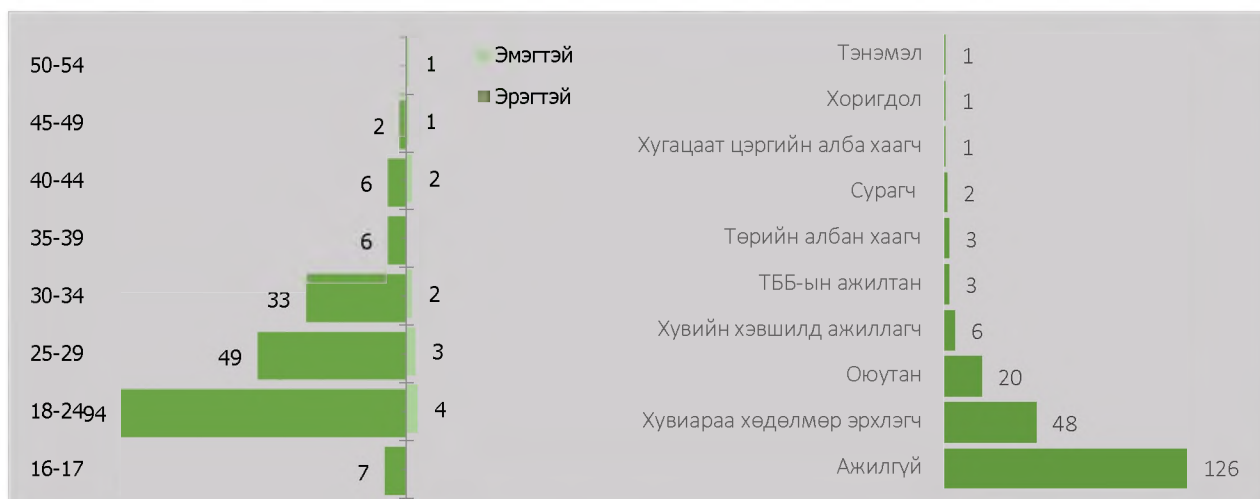 50-54 1
45-49 2 1
40-44 6 2
35-39 6
30-34 33 2
25-29 49 3
18-24 94 4
16-17 7
Эмэгтэй
Эрэгтэй
Тэнэмэл 1
Хоригдол 1
Хугацаат цэргийн алба хаагч 1
Сурагч 2
Төрийн албан хаагч 3
ТББ-ын ажилтан 3
Хувийн хэвшилд ажиллагч 6
Оюутан 20
Хувиараа хөдөлмөр эрхлэгч 48
Ажилгүй 126